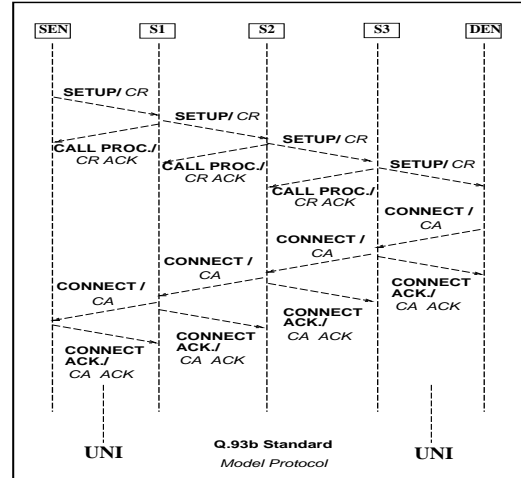 SEN S1 S2 S3 DEN
SETUP/ CR
SETUP/ CR
SETUP/ CR
SETUP/ CR
CALL PROC./
CR ACK
CALL PROC./
CR ACK
CALL PROC./
CR ACK
CONNECT /
CA
CONNECT /
CA
CONNECT /
CA
CONNECT /
CA
CONNECT
ACK./
CA ACK
CONNECT
ACK./
CA ACK
CONNECT
ACK./
CA ACK
CONNECT
ACK./
CA ACK
UNI
Q.93b Standard
Model Protocol
UNI